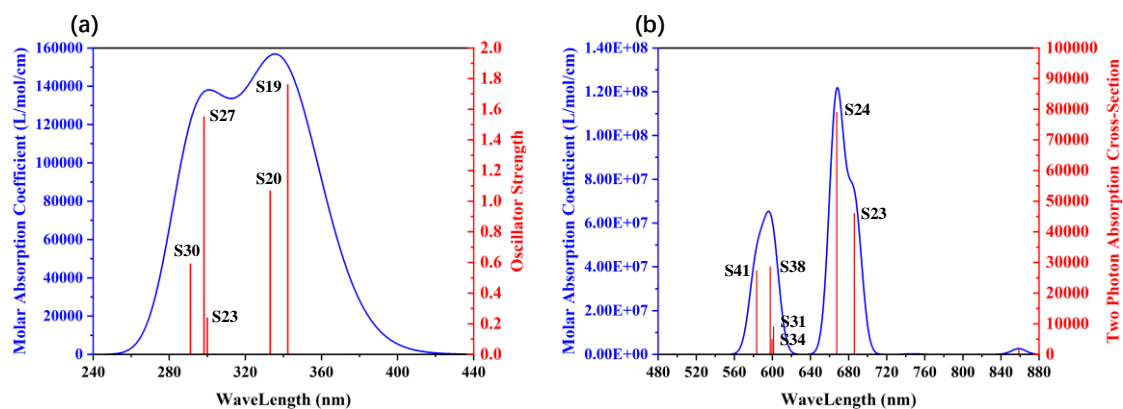 (a)
Molar Absorption Coefficient (L/mol/cm)
160000
140000
120000
100000
80000
60000
40000
20000
0
S30
S27
S23
S20
S19
2.0
1.8
1.6
1.4
1.2
1.0
0.8
0.6
0.4
0.2
0.0
Oscillator Strength
240 280 320 360 400 440
WaveLength (nm)
(b)
Molar Absorption Coefficient (L/mol/cm)
1.40E+08
1.20E+08
1.00E+08
8.00E+07
6.00E+07
4.00E+07
2.00E+07
0.00E+00
S41
S38
S31
S34
S24
S23
100000
90000
80000
70000
60000
50000
40000
30000
20000
10000
0
Two Photon Absorption Cross-Section
480 520 560 600 640 680 720 760 800 840 880
WaveLength (nm)